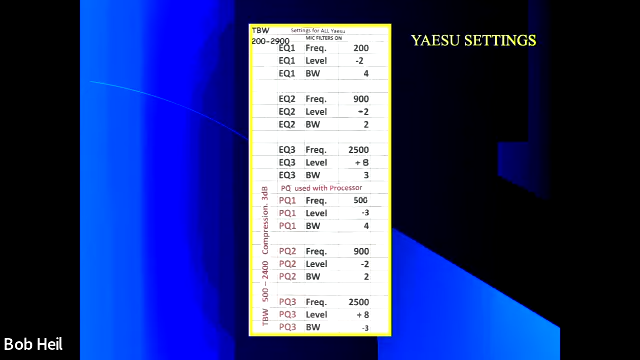 TBW
200-2900
Settings for ALL Yaesu
MIC FILTERS ON
YAESU SETTINGS
EQ1 Freq. 200
EQ1 Level -2
EQ1 BW 4
EQ2 Freq. 900
EQ2 Level -2
EQ2 BW 2
EQ3 Freq. 2500
EQ3 Level + 8
EQ3 BW 3
PQ used with Processor
PQ1 Freq. 500
PQ1 Level -3
PQ1 BW 4
PQ2 Freq. 900
PQ2 Level -2
PQ2 BW 2
PQ3 Freq. 2500
PQ3 Level + 8
PQ3 BW -3
TBW 500 – 2400 Compression. 3dB
Bob Heil